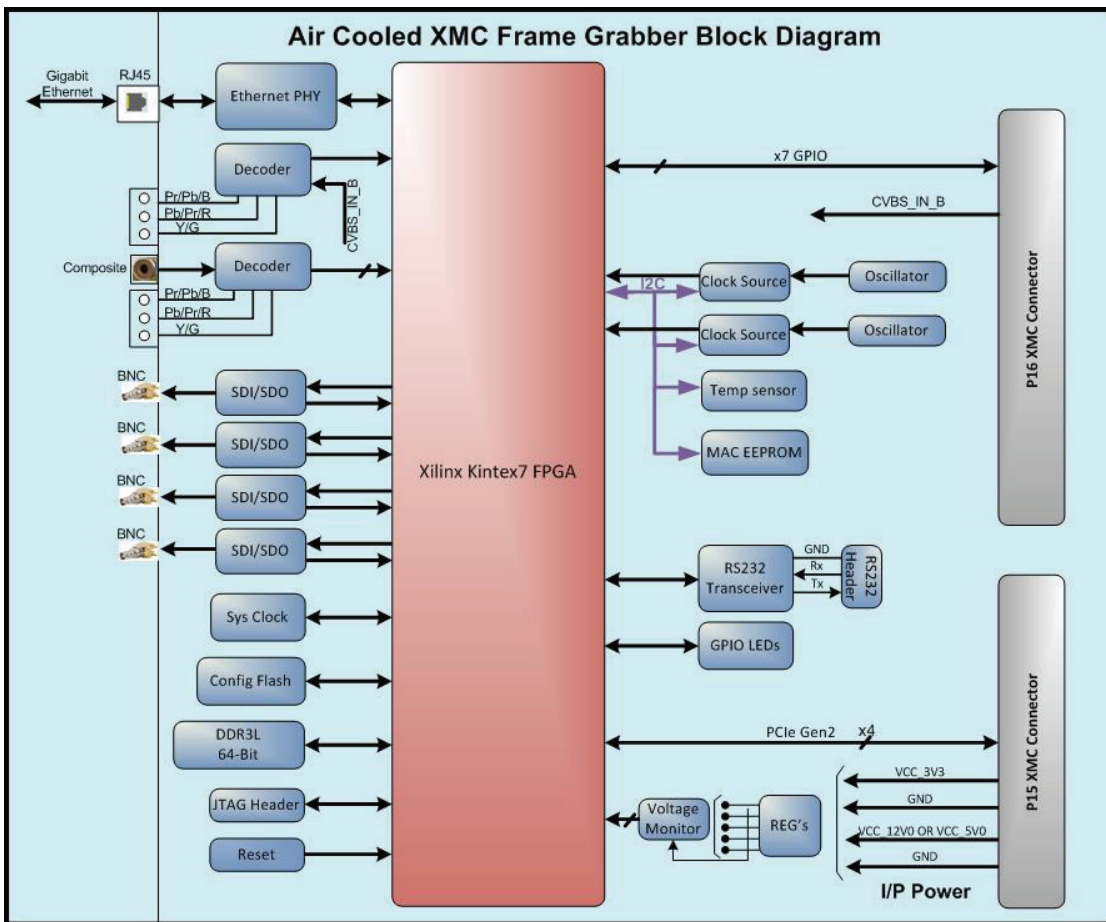 Air Cooled XMC Frame Grabber Block Diagram
Gigabit
Ethernet
RJ45
Ethernet PHY
Decoder
Pr/Pb/B
Pb/Pr/R
Y/G
CVBS_IN_B
Composite
Decoder
Pr/Pb/B
Pb/Pr/R
Y/G
BNC
SDI/SDO
BNC
SDI/SDO
BNC
SDI/SDO
BNC
SDI/SDO
Sys Clock
Config Flash
DDR3L
64-Bit
JTAG Header
Reset
Xilinx Kintex7 FPGA
x7 GPIO
CVBS_IN_B
I2C
Clock Source
Oscillator
Clock Source
Oscillator
Temp sensor
MAC EEPROM
P16 XMC Connector
RS232
Transceiver
GND
Rx
Tx
RS232
Header
GPIO LEDs
PCIe Gen2
x4
Voltage
Monitor
REG's
VCC_3V3
GND
VCC_12V0 OR VCC_5V0
GND
I/P Power
P15 XMC Connector